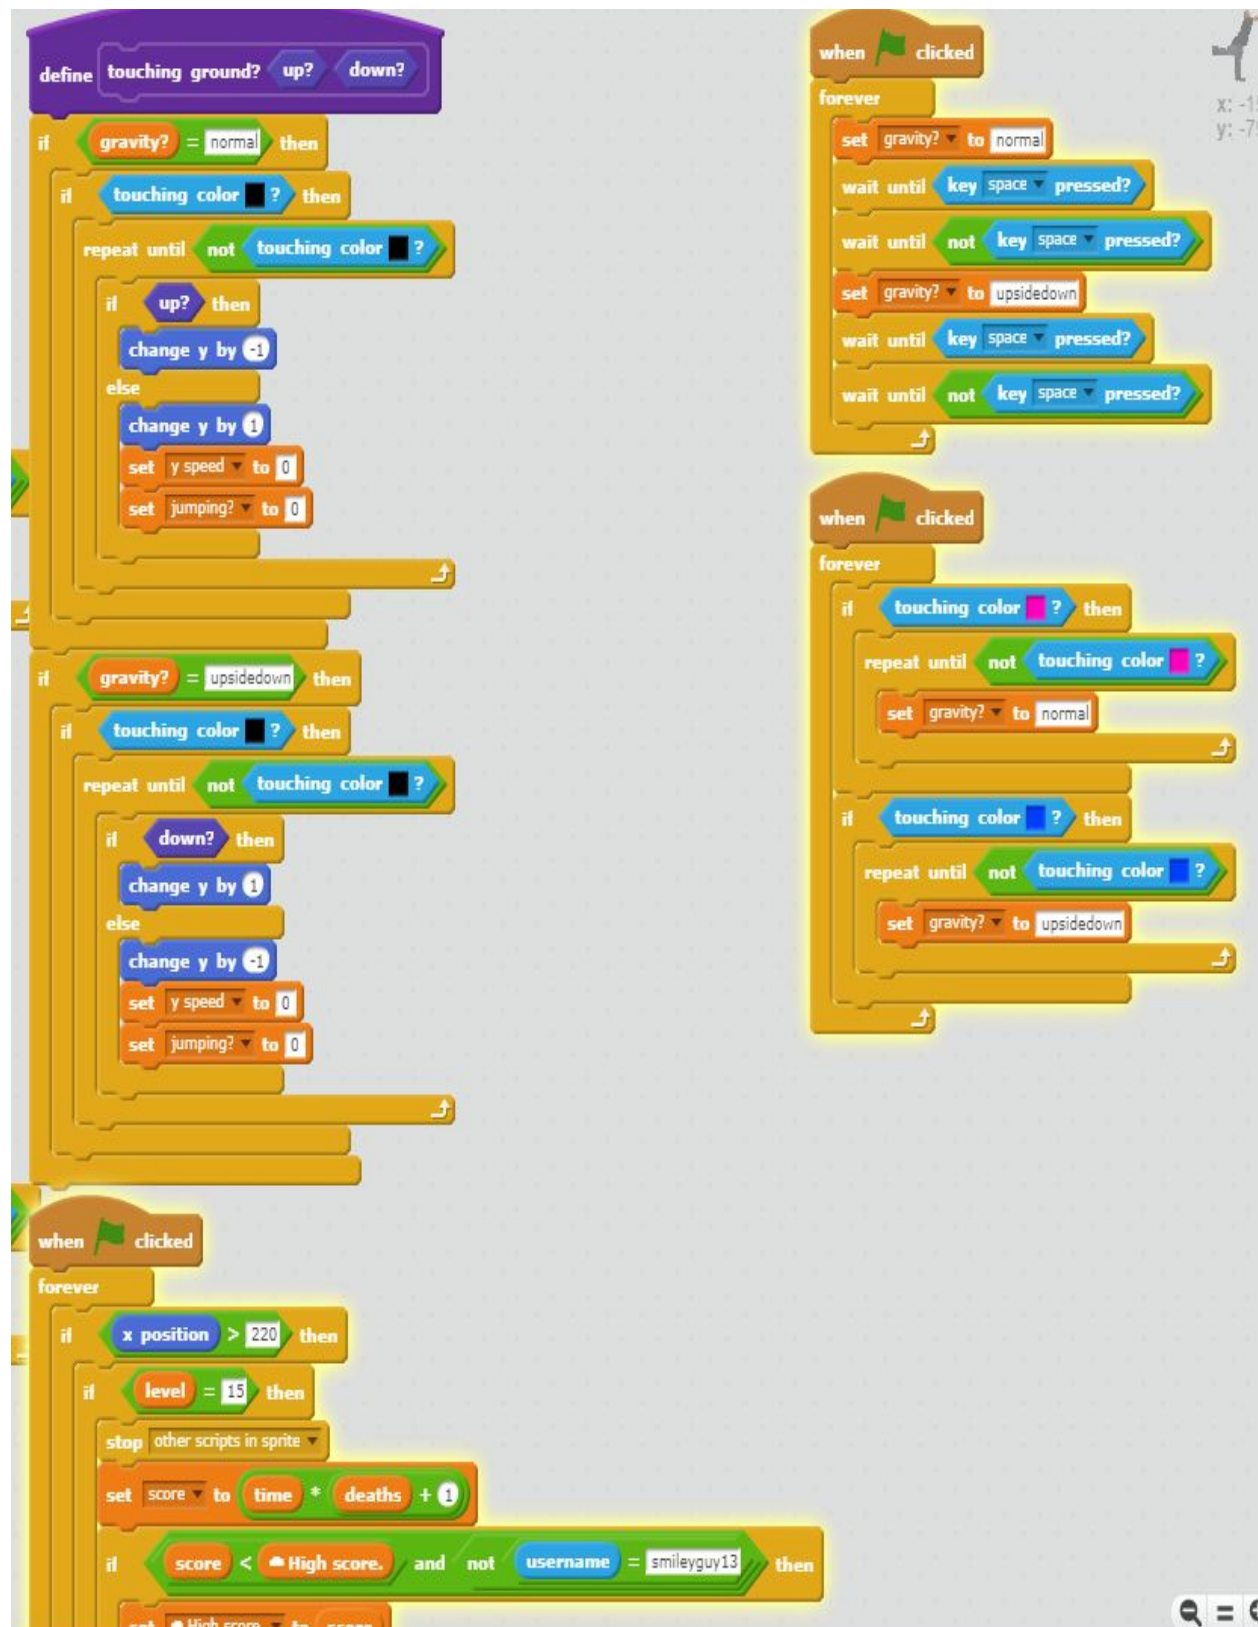 define touching ground? up? down?
if gravity? = normal then
if touching color ? then
repeat until not touching color ?
if up? then
change y by -1
else
change y by 1
set y speed to 0
set jumping? to 0
if gravity? = upsidedown then
if touching color ? then
repeat until not touching color ?
if down? then
change y by 1
else
change y by -1
set y speed to 0
set jumping? to 0
when clicked
forever
if x position > 220 then
if level = 15 then
stop other scripts in sprite
set score to time * deaths + 1
if score < High score. and not username = smileyguy13 then
set High score to score
when clicked
forever
set gravity? to normal
wait until key space pressed?
wait until not key space pressed?
set gravity? to upsidedown
wait until key space pressed?
wait until not key space pressed?
when clicked
forever
if touching color ? then
repeat until not touching color ?
set gravity? to normal
if touching color ? then
repeat until not touching color ?
set gravity? to upsidedown
x:
y: